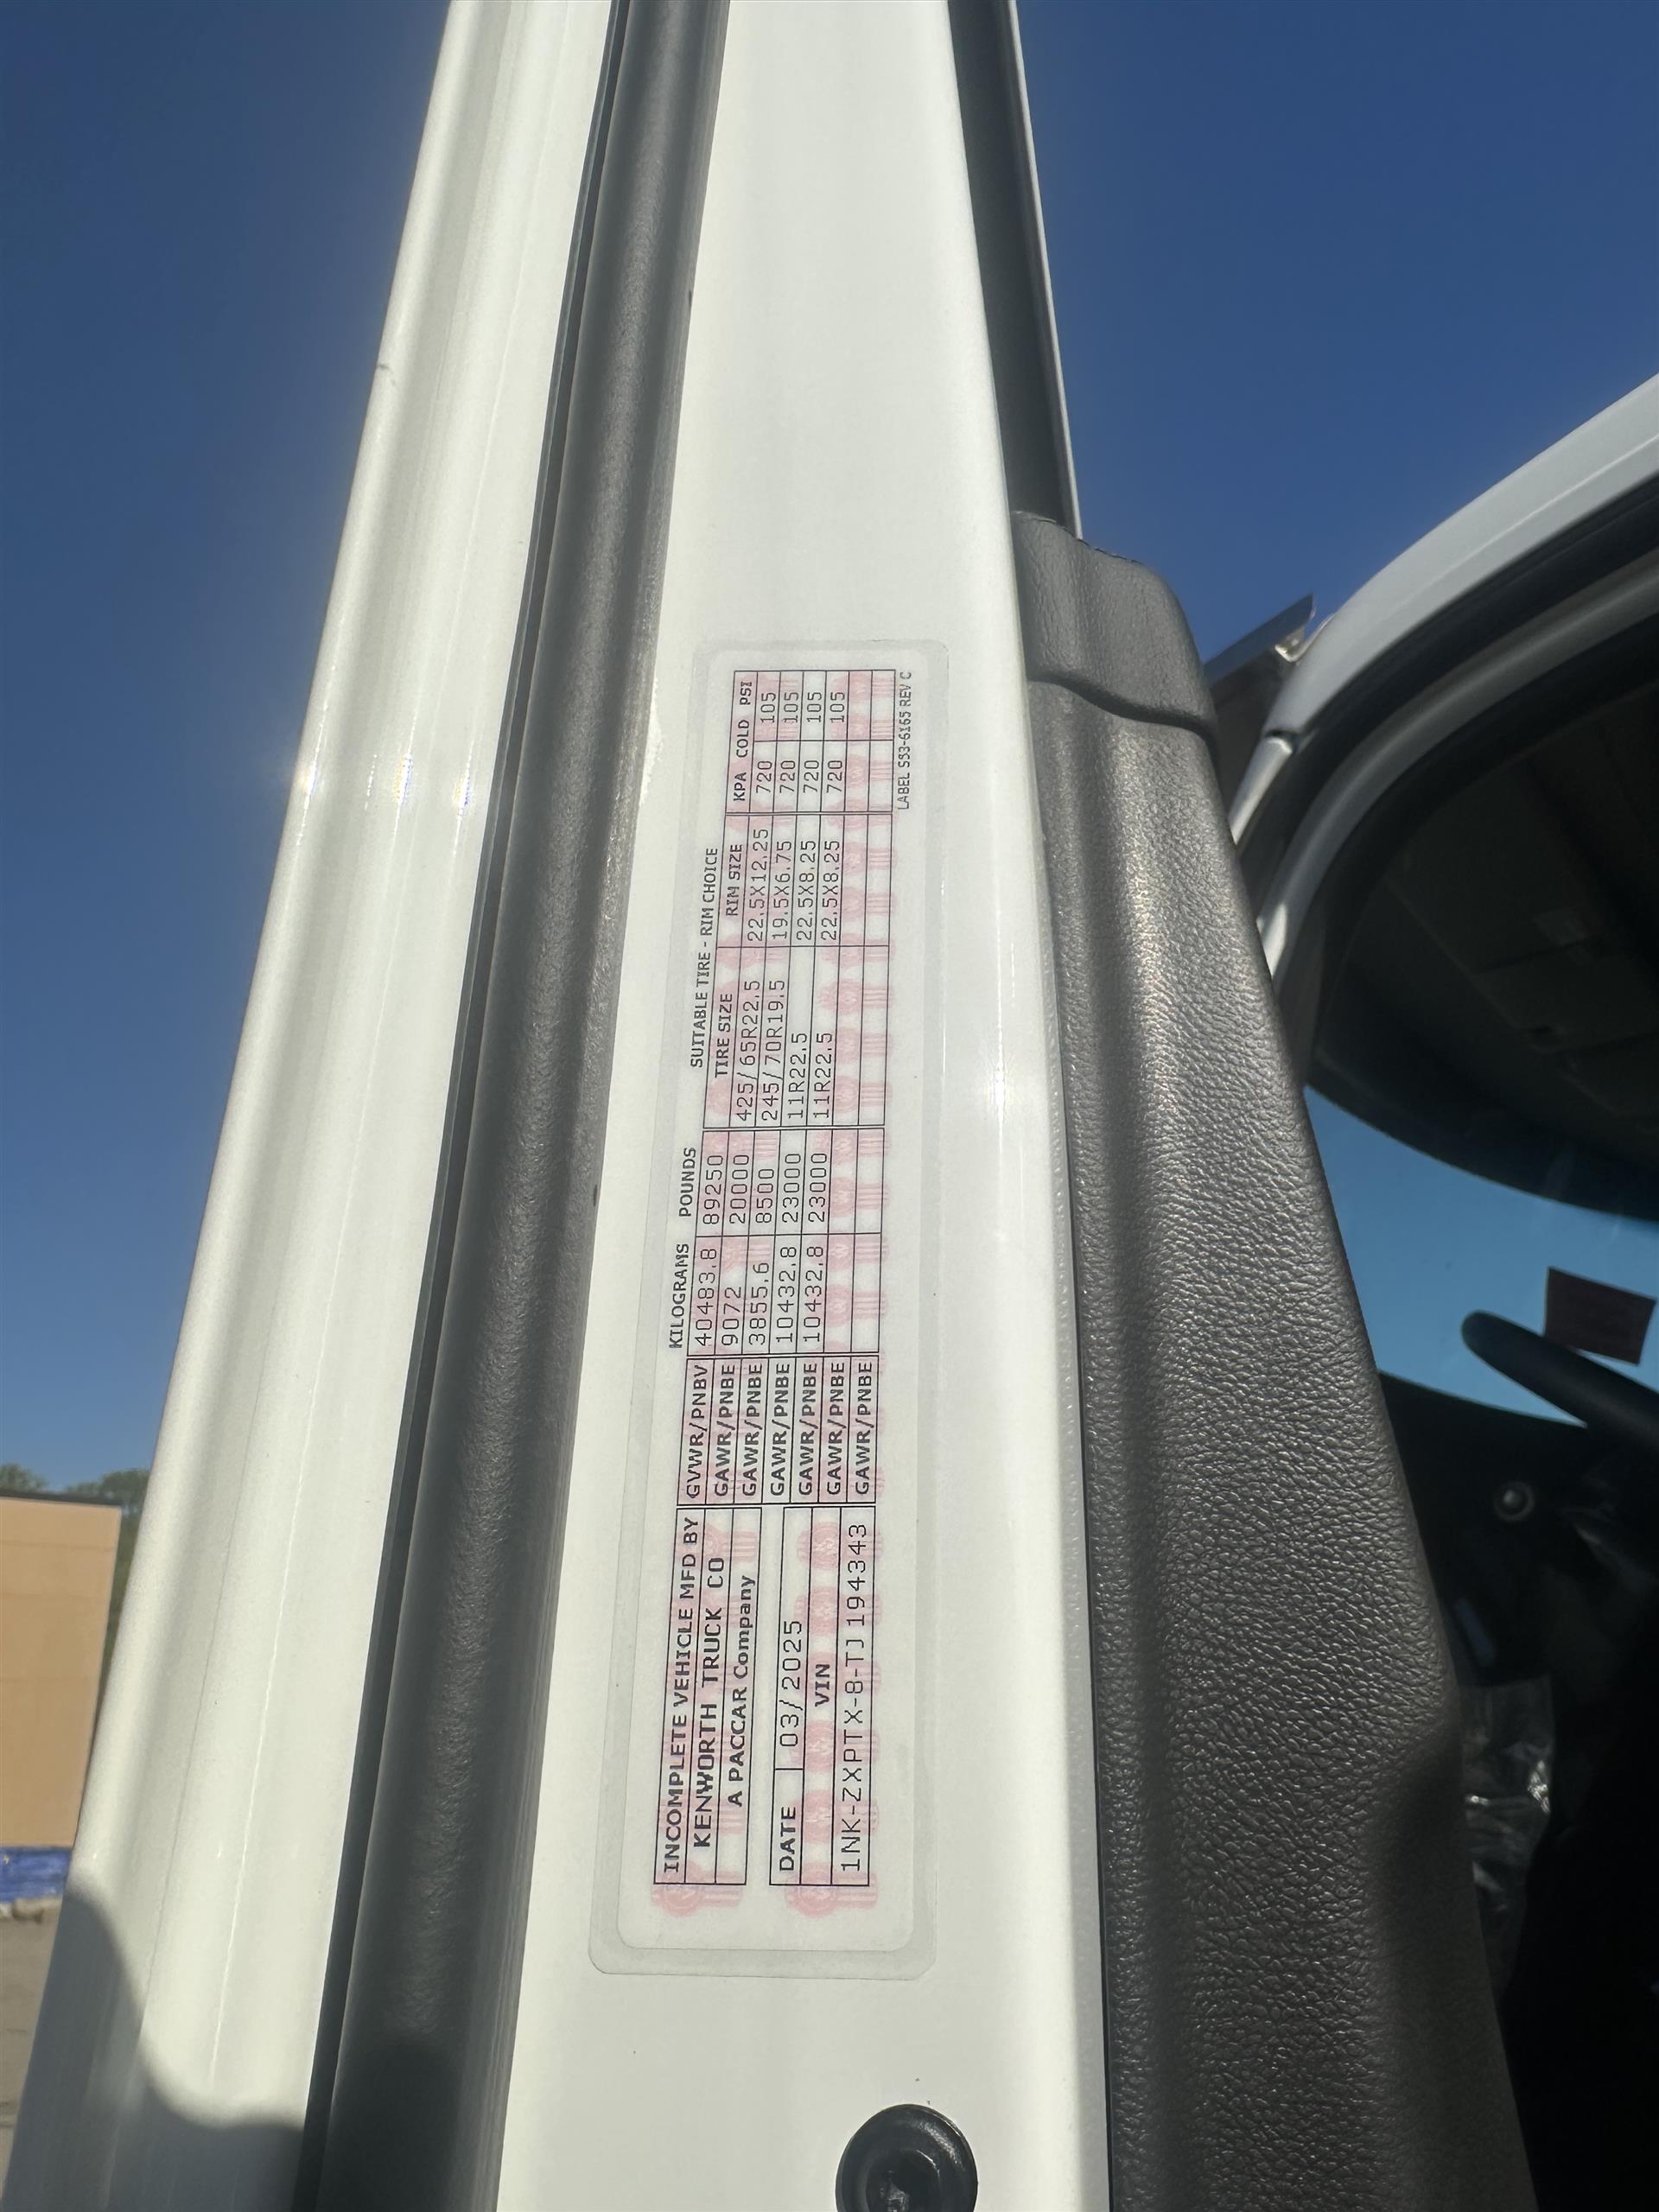 INCOMPLETE VEHICLE MFD BY
KENWORTH TRUCK CO
A PACCAR Company
DATE 03/2025
VIN
1NK-ZXPTX-8-TJ194343
KILOGRAMS POUNDS
GVWR/PNBV 40483.8 89250
GAWR/PNBE 9072 20000
GAWR/PNBE 3855.6 8500
GAWR/PNBE 10432.8 23000
GAWR/PNBE 10432.8 23000
GAWR/PNBE
GAWR/PNBE
SUITABLE TIRE - RIM CHOICE
TIRE SIZE RIM SIZE KPA COLD PSI
425/65R22.5 22.5X12.25 720 105
245/70R19.5 19.5X6.75 720 105
11R22.5 22.5X8.25 720 105
11R22.5 22.5X8.25 720 105
LABEL S53-6165 REV C